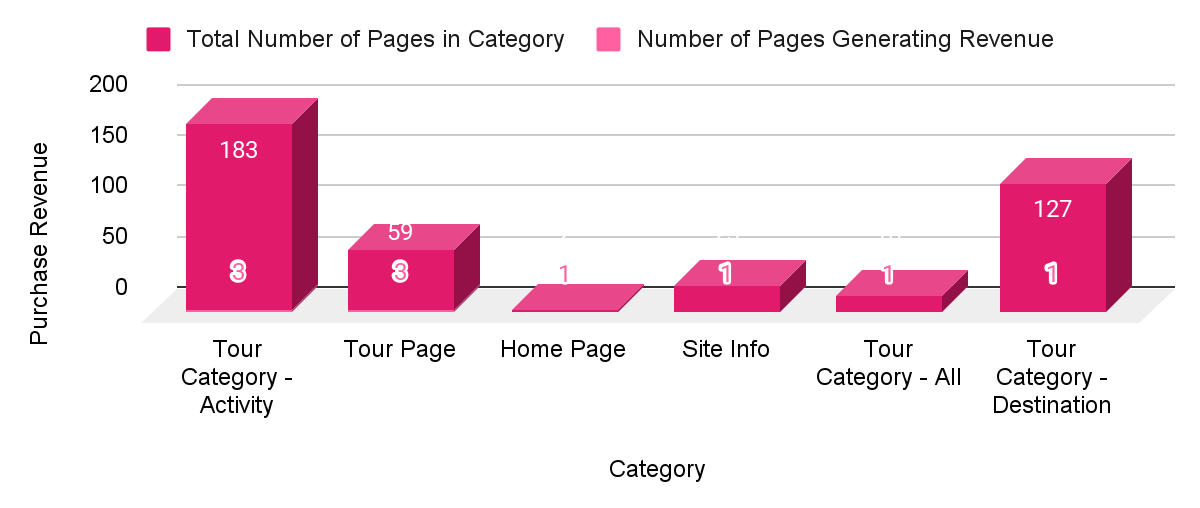 Total Number of Pages in Category
Number of Pages Generating Revenue
200
150
100
50
0
Purchase Revenue
183
59
127
3
3
1
1
1
1
Tour
Category -
Activity
Tour Page
Home Page
Site Info
Tour
Category - All
Tour
Category -
Destination
Category